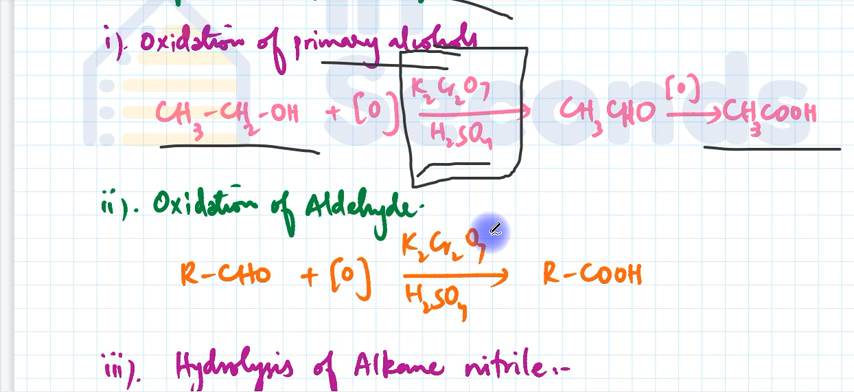 i). Oxidation of primary alcohols
CH₃-CH₂-OH + [O] K₂Cr₂O₇ / H₂SO₄ → CH₃CHO [O] → CH₃COOH
ii). Oxidation of Aldehyde.
R-CHO + [O] K₂Cr₂O₇ / H₂SO₄ → R-COOH
iii). Hydrolysis of Alkane nitrile:-